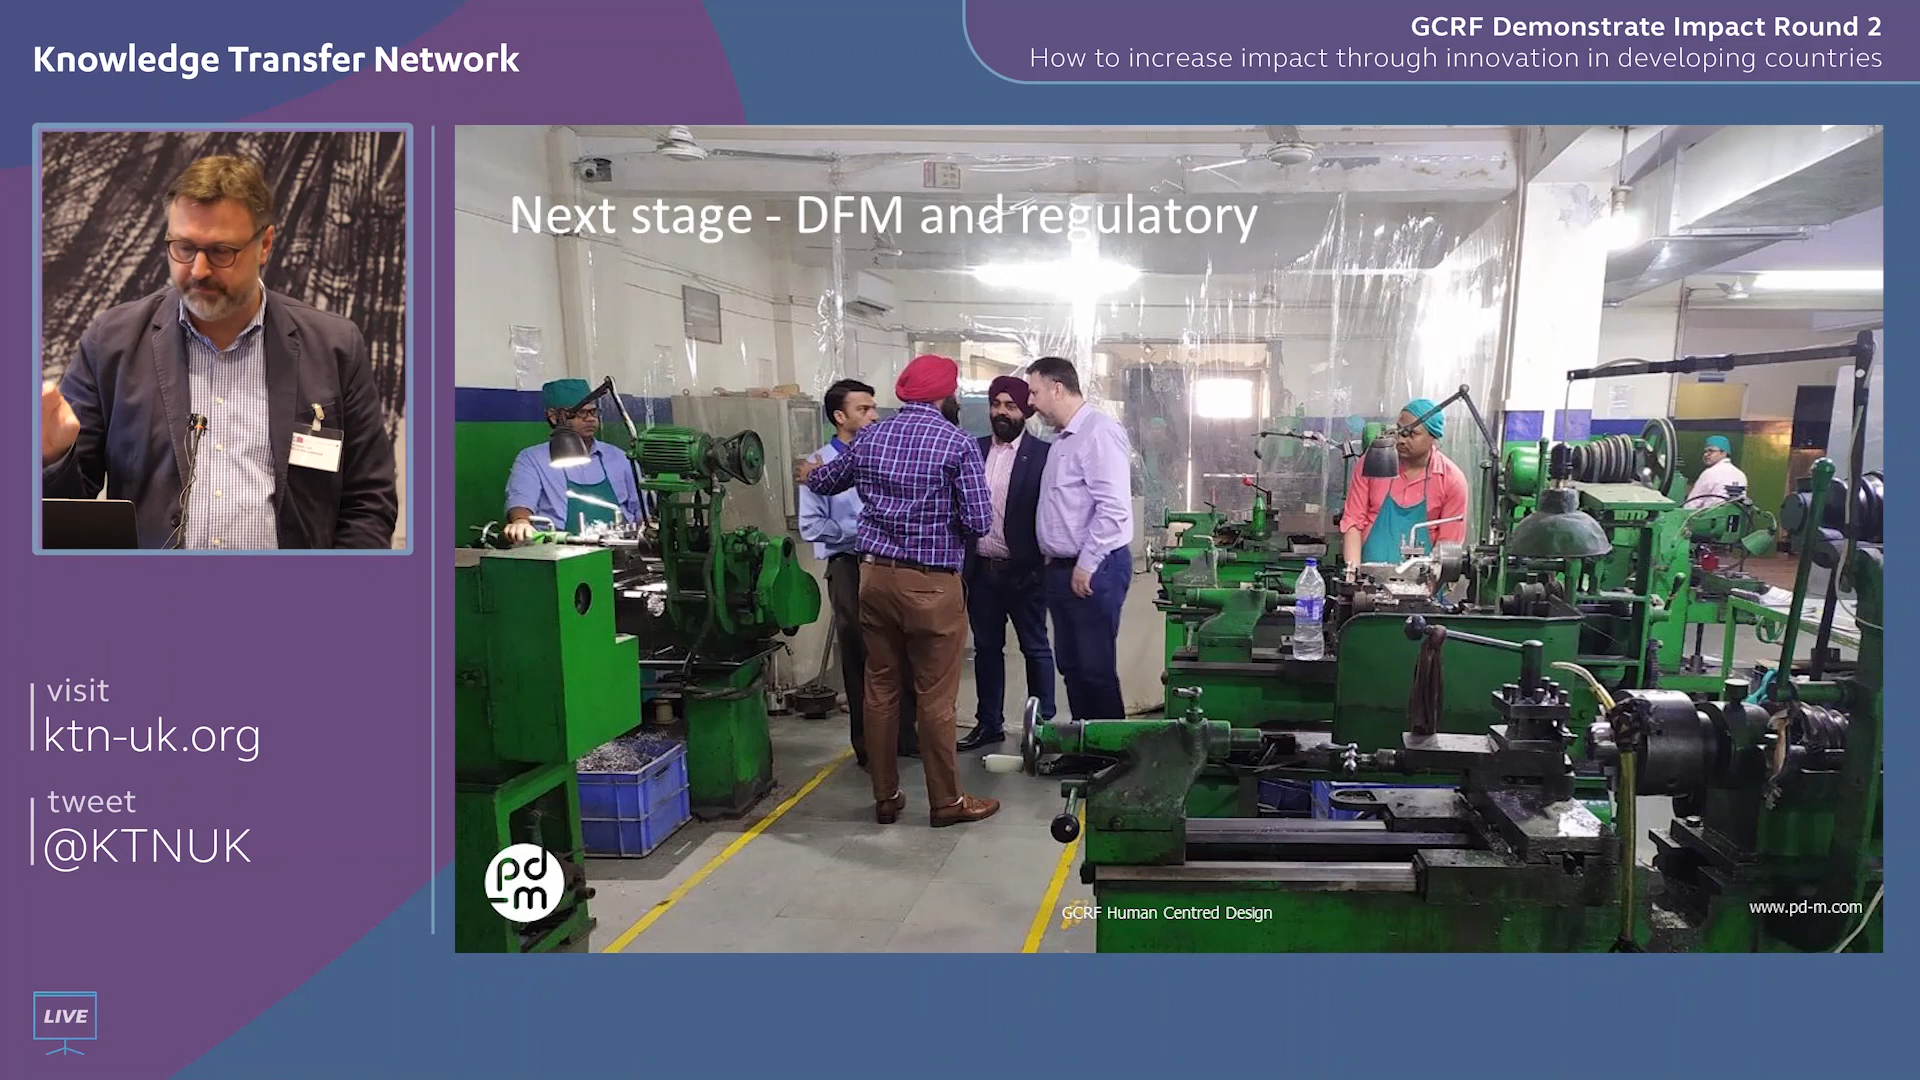 Knowledge Transfer Network
GCRF Demonstrate Impact Round 2
How to increase impact through innovation in developing countries
Next stage - DFM and regulatory
visit
ktn-uk.org
tweet
@KTNUK
pd
-m
GCRF Human Centred Design
www.pd-m.com
LIVE